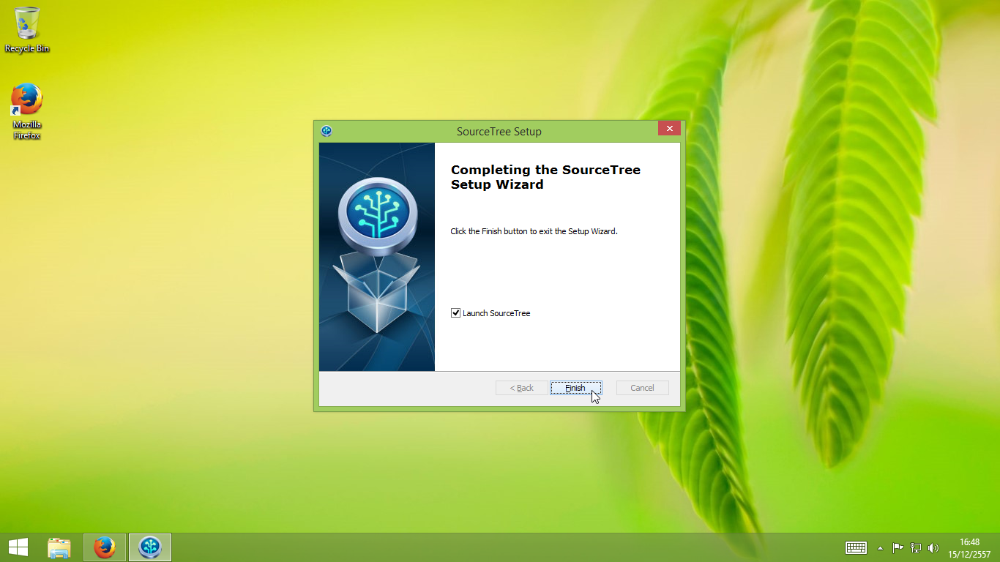 Recycle Bin
Mozilla
Firefox
SourceTree Setup
Completing the SourceTree
Setup Wizard
Click the Finish button to exit the Setup Wizard.
Launch SourceTree
< Back
Finish
Cancel
16:48
15/12/2557